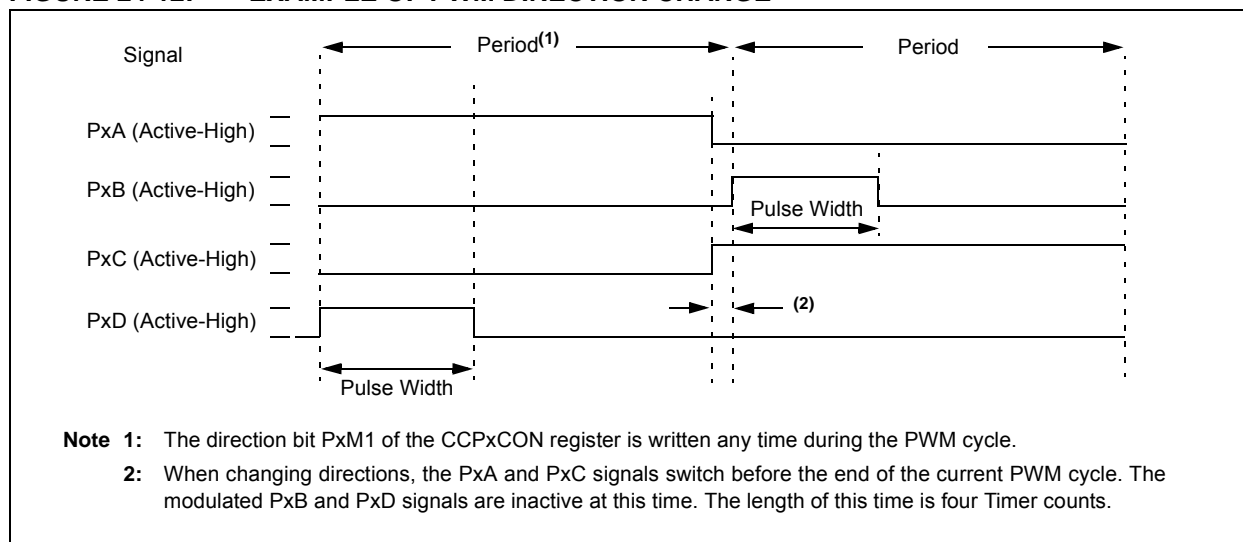 Signal
Period(1)
Period
PxA (Active-High)
PxB (Active-High)
Pulse Width
PxC (Active-High)
(2)
PxD (Active-High)
Pulse Width
Note 1: The direction bit PxM1 of the CCPxCON register is written any time during the PWM cycle.
2: When changing directions, the PxA and PxC signals switch before the end of the current PWM cycle. The
modulated PxB and PxD signals are inactive at this time. The length of this time is four Timer counts.